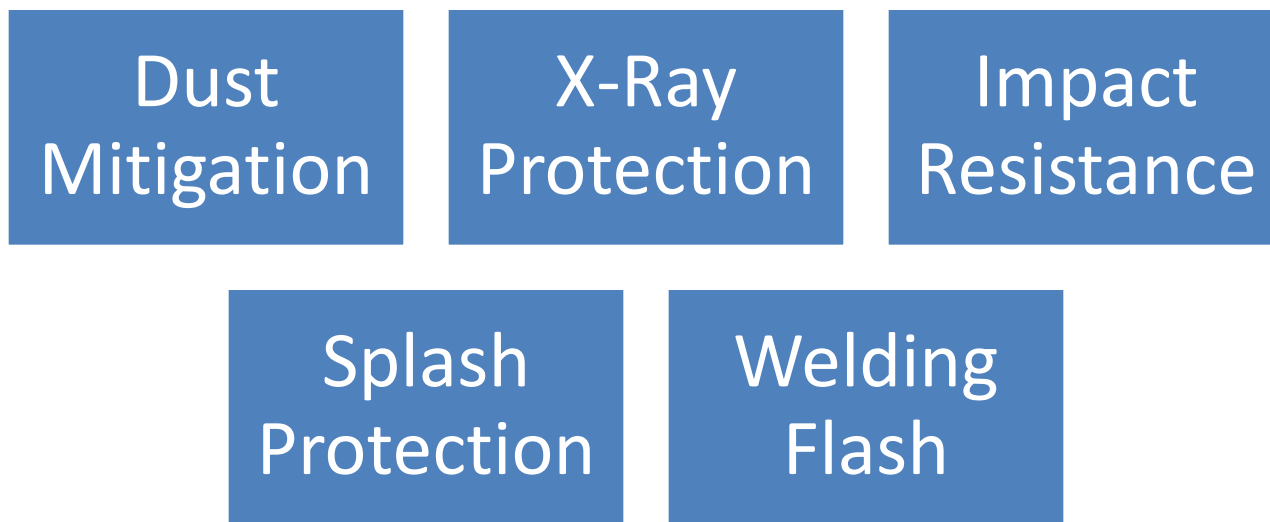 Dust
Mitigation
X-Ray
Protection
Impact
Resistance
Splash
Protection
Welding
Flash